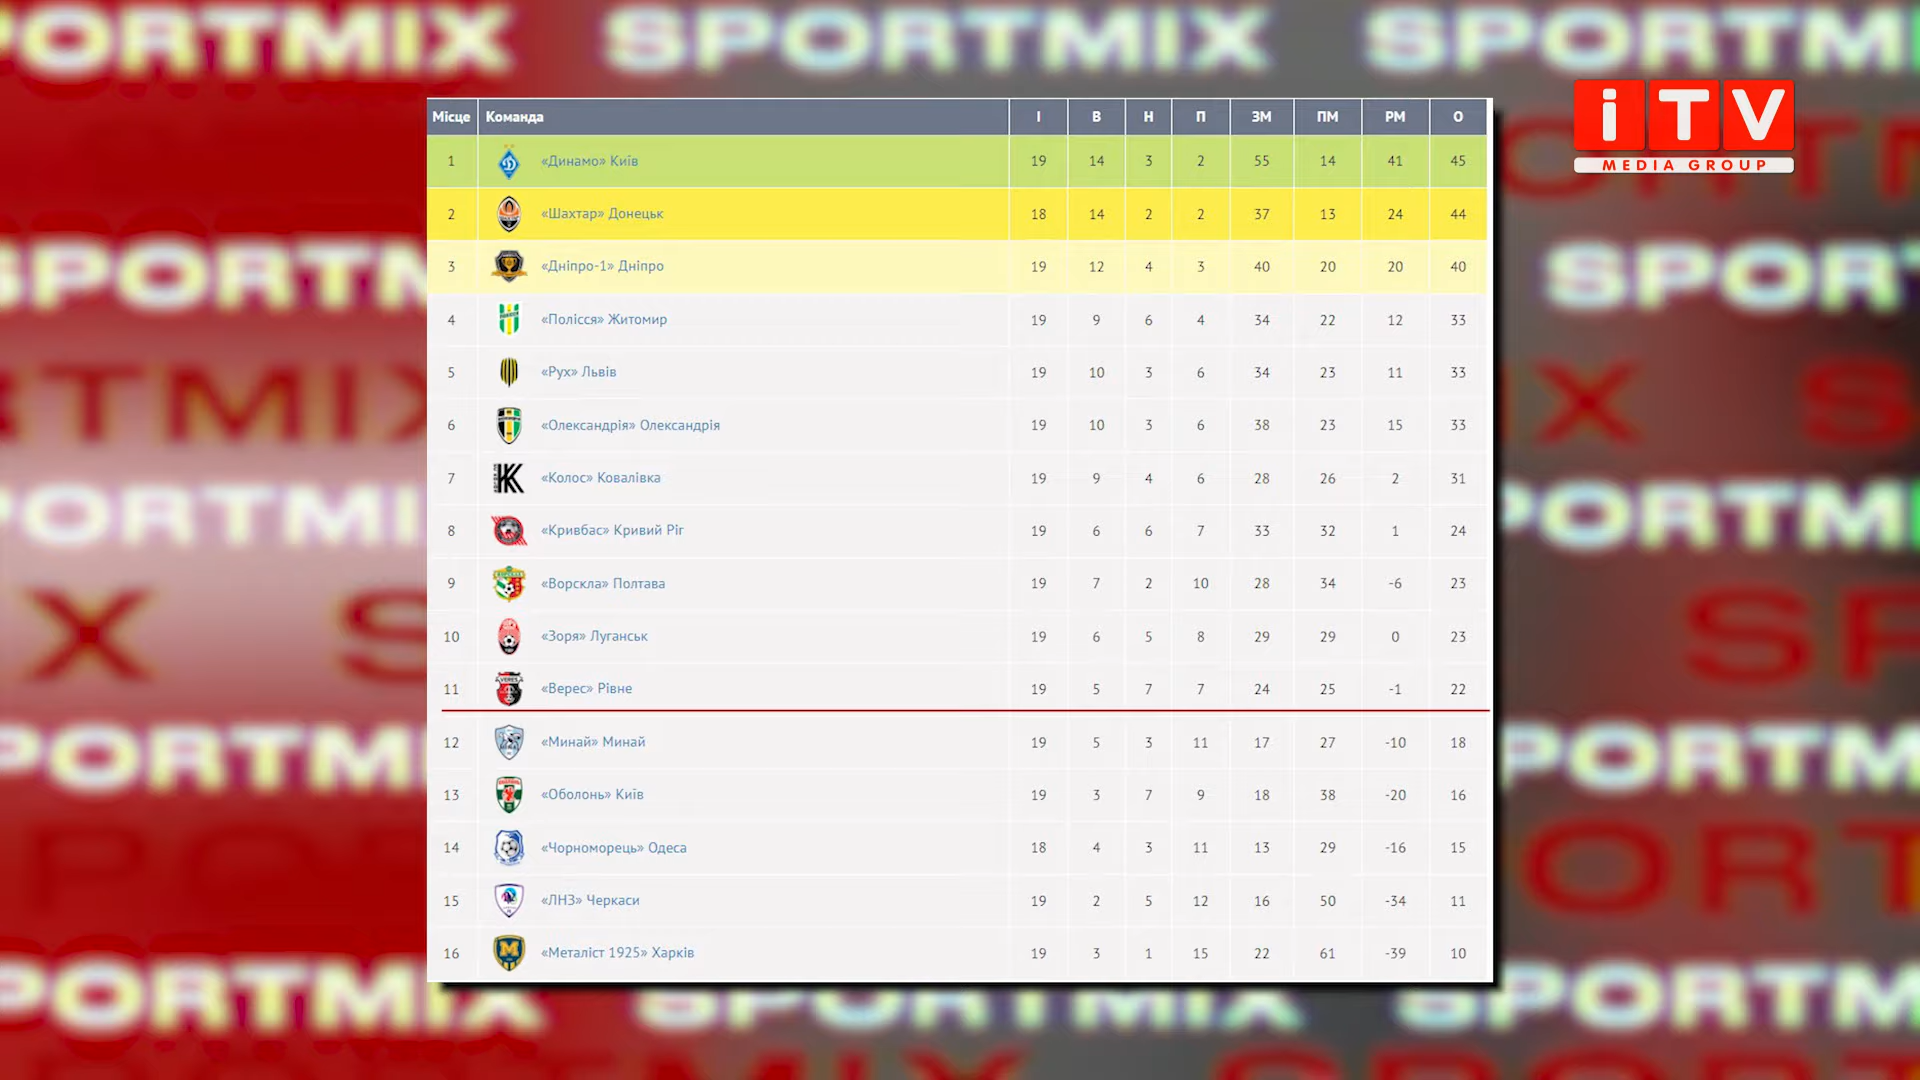 SPORTMIX SPORTMIX SPORTM
iTV
MEDIA GROUP
Місце Команда І В Н П ЗМ ПМ РМ О
1 «Динамо» Київ 19 14 3 2 55 14 41 45
2 «Шахтар» Донецьк 18 14 2 2 37 13 24 44
3 «Дніпро-1» Дніпро 19 12 4 3 40 20 20 40
4 «Полісся» Житомир 19 9 6 4 34 22 12 33
5 «Рух» Львів 19 10 3 6 34 23 11 33
6 «Олександрія» Олександрія 19 10 3 6 38 23 15 33
7 «Колос» Ковалівка 19 9 4 6 28 26 2 31
8 «Кривбас» Кривий Ріг 19 6 6 7 33 32 1 24
9 «Ворскла» Полтава 19 7 2 10 28 34 -6 23
10 «Зоря» Луганськ 19 6 5 8 29 29 0 23
11 «Верес» Рівне 19 5 7 7 24 25 -1 22
12 «Минай» Минай 19 5 3 11 17 27 -10 18
13 «Оболонь» Київ 19 3 7 9 18 38 -20 16
14 «Чорноморець» Одеса 18 4 3 11 13 29 -16 15
15 «ЛНЗ» Черкаси 19 2 5 12 16 50 -34 11
16 «Металіст 1925» Харків 19 3 1 15 22 61 -39 10